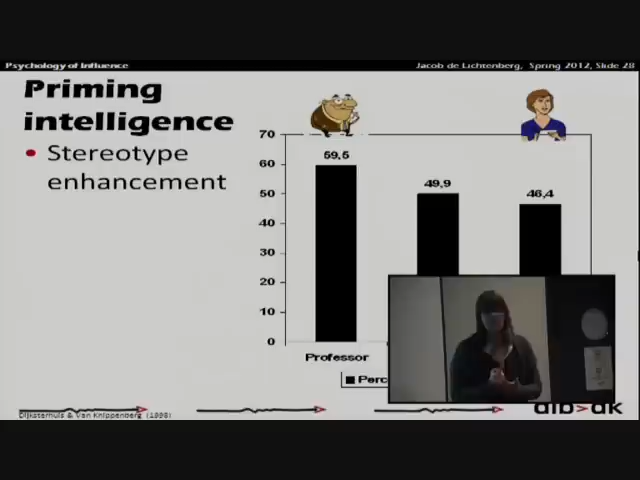 Psychology of Influence
Jacob de Lichtenberg, Spring 2012, Slide 28
Priming
intelligence
• Stereotype
enhancement
70
60
50
40
30
20
10
0
59,5
49,9
46,4
Professor
Perc
Dijksterhuis & Van Knippenberg (1998)